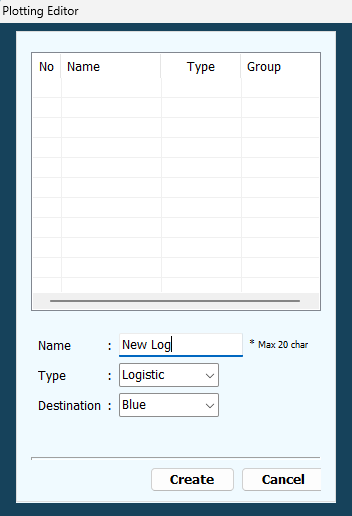 Plotting Editor
No Name Type Group
Name : New Log * Max 20 char
Type : Logistic
Destination : Blue
Create Cancel